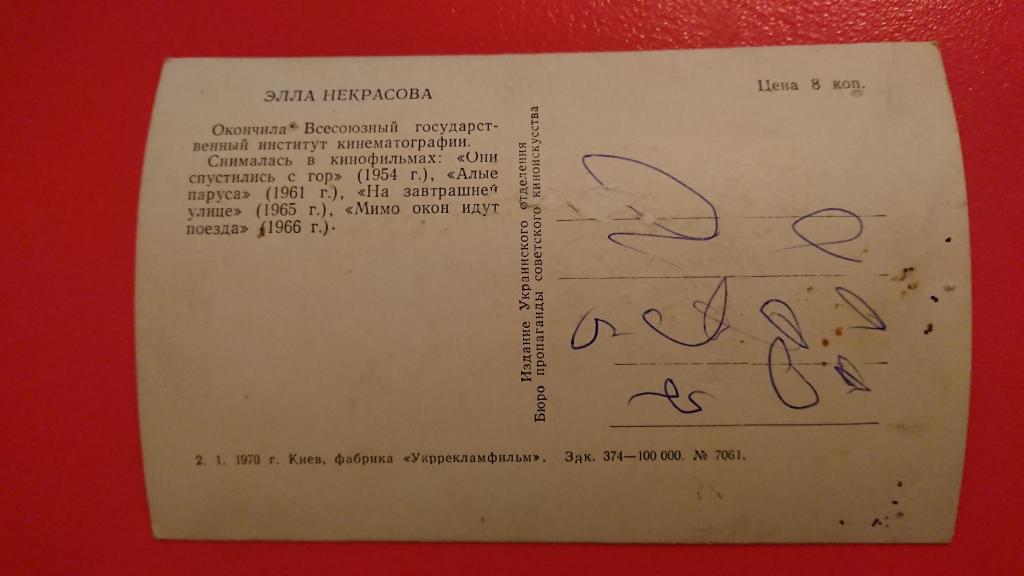 ЭЛЛА НЕКРАСОВА
Окончила Всесоюзный государст-
венный институт кинематографии.
Снималась в кинофильмах: «Они
спустились с гор» (1954 г.), «Алые
паруса» (1961 г.), «На завтрашней
улице» (1965 г.), «Мимо окон идут
поезда» (1966 г.).
Издание Украинского отделения
Бюро пропаганды советского киноискусства
Цена 8 коп.
2. 1. 1970 г. Киев, фабрика «Укррекламфильм». Зак. 374—100 000. № 7061.